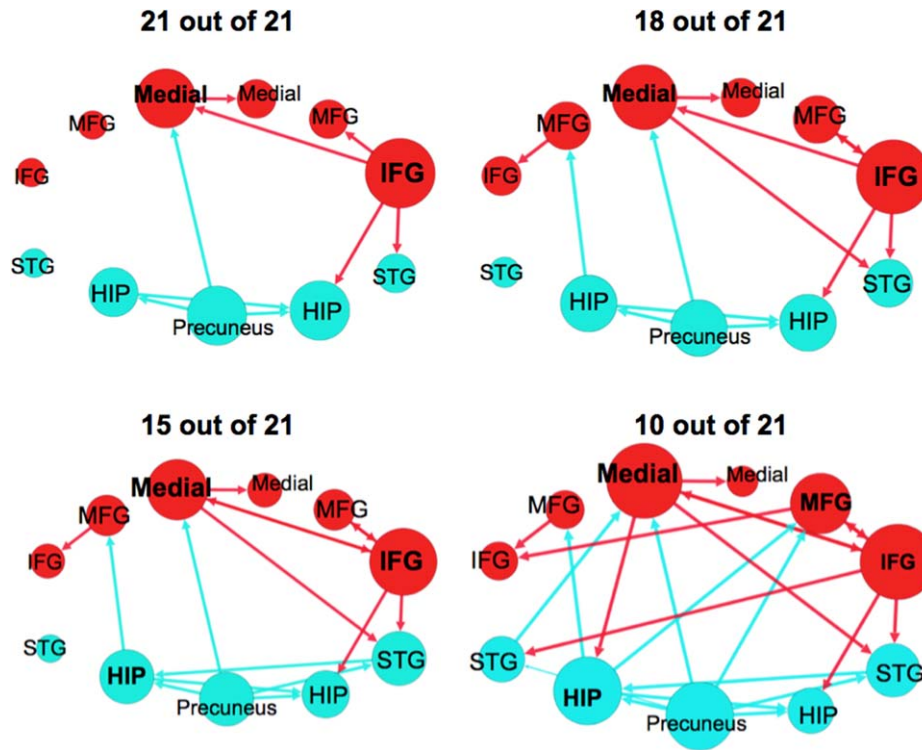 21 out of 21
Medial
Medial
MFG
MFG
IFG
IFG
STG
STG
HIP
HIP
Precuneus
18 out of 21
Medial
Medial
MFG
MFG
IFG
IFG
STG
STG
HIP
HIP
Precuneus
15 out of 21
Medial
Medial
MFG
MFG
IFG
IFG
STG
STG
HIP
HIP
Precuneus
10 out of 21
Medial
Medial
MFG
MFG
IFG
IFG
STG
STG
HIP
HIP
Precuneus